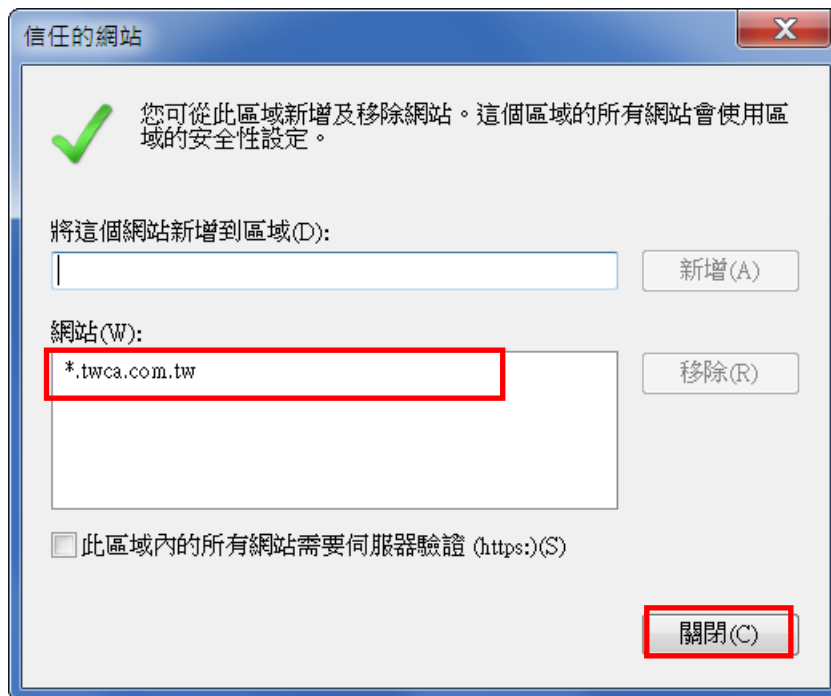 信任的網站
您可從此區域新增及移除網站。這個區域的所有網站會使用區
域的安全性設定。
將這個網站新增到區域(D):
新增(A)
網站(W):
*.twca.com.tw
移除(R)
此區域內的所有網站需要伺服器驗證 (https:)(S)
關閉(C)